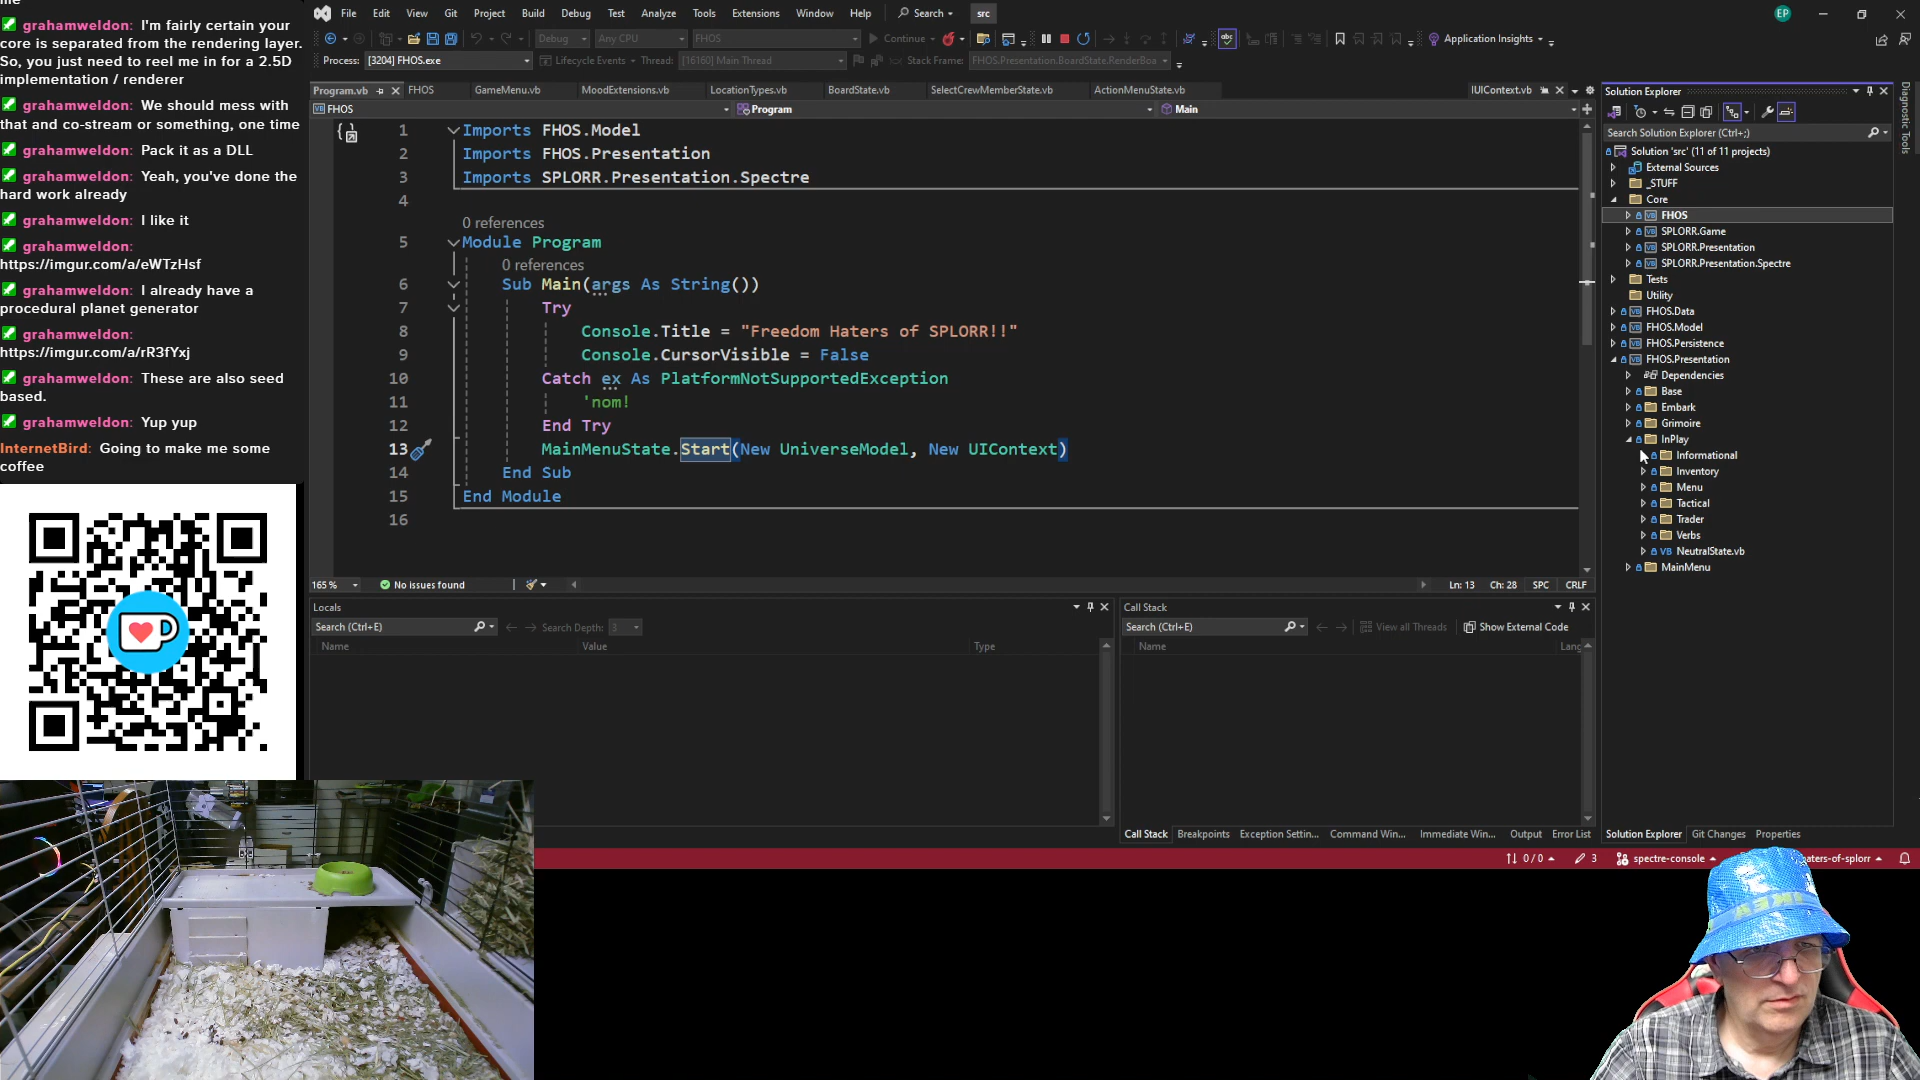 grahamweldon: I'm fairly certain your
core is separated from the rendering layer.
So, you just need to reel me in for a 2.5D
implementation / renderer
grahamweldon: We should mess with
that and co-stream or something, one time
grahamweldon: Pack it as a DLL
grahamweldon: Yeah, you've done the
hard work already
grahamweldon: I like it
grahamweldon:
https://imgur.com/a/eWTzHsf
grahamweldon: I already have a
procedural planet generator
grahamweldon:
https://imgur.com/a/rR3fYxj
grahamweldon: These are also seed
based.
grahamweldon: Yup yup
InternetBird: Going to make me some
coffee
File Edit View Git Project Build Debug Test Analyze Tools Extensions Window Help Search src EP
Debug Any CPU FHOS Continue Application Insights
Process: [3204] FHOS.exe Lifecycle Events Thread: [16160] Main Thread Stack Frame: FHOS.Presentation.BoardState.RenderBoa
Program.vb FHOS GameMenu.vb MoodExtensions.vb LocationTypes.vb BoardState.vb SelectCrewMemberState.vb ActionMenuState.vb IUIContext.vb
FHOS Program Main
1 Imports FHOS.Model
2 Imports FHOS.Presentation
3 Imports SPLORR.Presentation.Spectre
4
0 references
5 Module Program
0 references
6 Sub Main(args As String())
7 Try
8 Console.Title = "Freedom Haters of SPLORR!!"
9 Console.CursorVisible = False
10 Catch ex As PlatformNotSupportedException
11 'nom!
12 End Try
13 MainMenuState.Start(New UniverseModel, New UIContext)
14 End Sub
15 End Module
16
165 % No issues found Ln: 13 Ch: 28 SPC CRLF
Locals
Search (Ctrl+E) Search Depth: 3
Name Value Type
Call Stack
Search (Ctrl+E) View all Threads Show External Code
Name Lang
Call Stack Breakpoints Exception Settin... Command Win... Immediate Win... Output Error List
Solution Explorer
Search Solution Explorer (Ctrl+;)
Solution 'src' (11 of 11 projects)
External Sources
_STUFF
Core
FHOS
SPLORR.Game
SPLORR.Presentation
SPLORR.Presentation.Spectre
Tests
Utility
FHOS.Data
FHOS.Model
FHOS.Persistence
FHOS.Presentation
Dependencies
Base
Embark
Grimoire
InPlay
Informational
Inventory
Menu
Tactical
Trader
Verbs
NeutralState.vb
MainMenu
Solution Explorer Git Changes Properties
Diagnostic Tools
0 / 0 3 spectre-console aters-of-splorr
IKEA